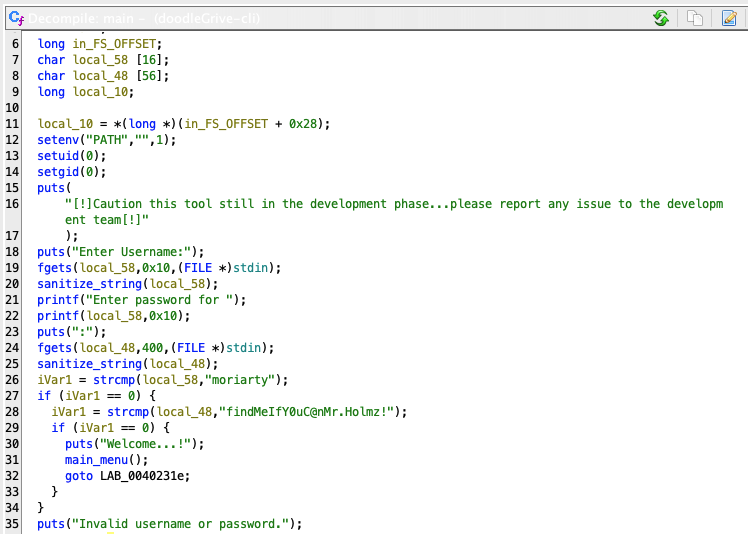 Decompile: main - (doodleGrive-cli)
6 long in_FS_OFFSET;
7 char local_58 [16];
8 char local_48 [56];
9 long local_10;
10
11 local_10 = *(long *)(in_FS_OFFSET + 0x28);
12 setenv("PATH","",1);
13 setuid(0);
14 setgid(0);
15 puts(
16 "[!]Caution this tool still in the development phase...please report any issue to the developm
ent team[!]"
17 );
18 puts("Enter Username:");
19 fgets(local_58,0x10,(FILE *)stdin);
20 sanitize_string(local_58);
21 printf("Enter password for ");
22 printf(local_58,0x10);
23 puts(":");
24 fgets(local_48,400,(FILE *)stdin);
25 sanitize_string(local_48);
26 iVar1 = strcmp(local_58,"moriarty");
27 if (iVar1 == 0) {
28 iVar1 = strcmp(local_48,"findMeIfY0uC@nMr.Holmz!");
29 if (iVar1 == 0) {
30 puts("Welcome...!");
31 main_menu();
32 goto LAB_0040231e;
33 }
34 }
35 puts("Invalid username or password.");